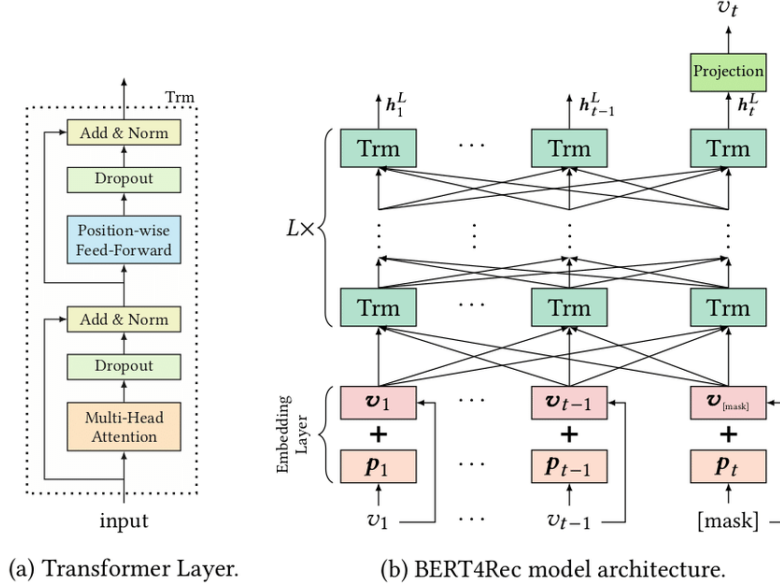 Trm
Add & Norm
Dropout
Position-wise
Feed-Forward
Add & Norm
Dropout
Multi-Head
Attention
input
(a) Transformer Layer.
v_t
Projection
h_1^L ... h_{t-1}^L h_t^L
Trm ... Trm Trm
L×
Trm ... Trm Trm
Embedding
Layer
v_1 ... v_{t-1} v_[mask]
+ + +
p_1 ... p_{t-1} p_t
v_1 ... v_{t-1} [mask]
(b) BERT4Rec model architecture.